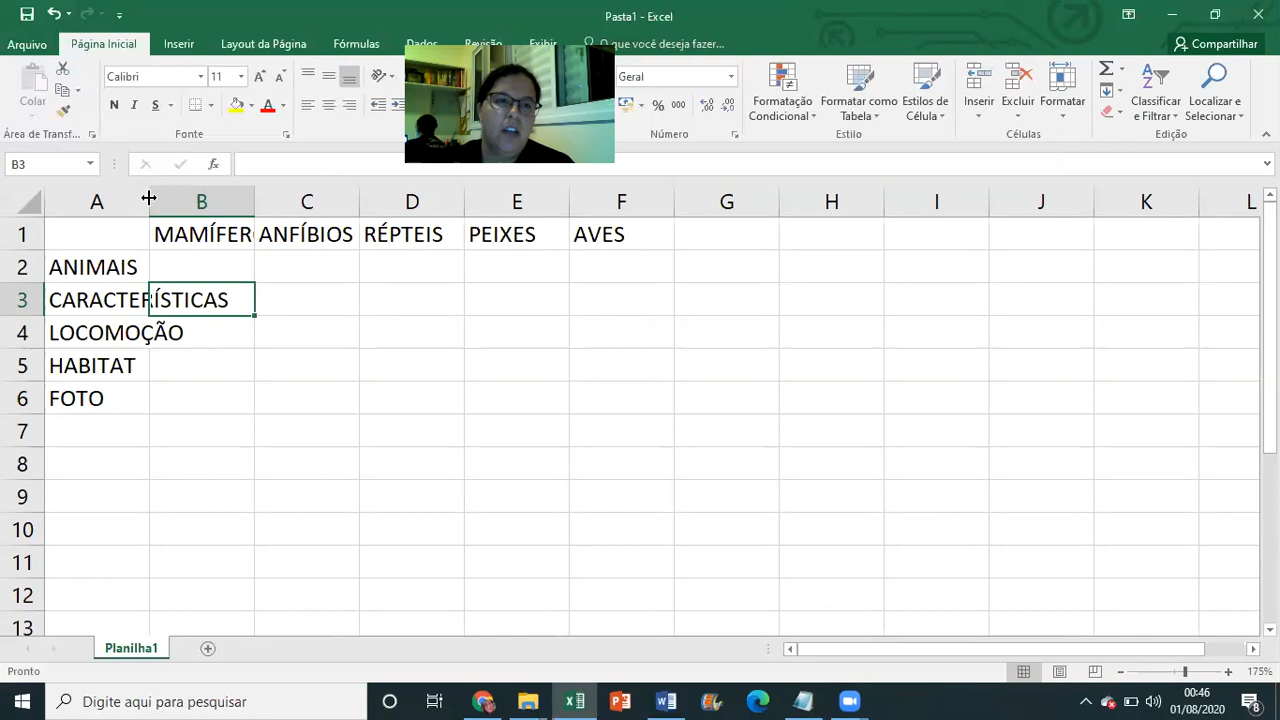 Pasta1 - Excel
Arquivo Página Inicial Inserir Layout da Página Fórmulas Dados Revisão Exibir O que você deseja fazer... Compartilhar
Colar Calibri 11 N I S A Geral % 000 Formatação Condicional Formatar como Tabela Estilos de Célula Inserir Excluir Formatar Classificar e Filtrar Localizar e Selecionar
Área de Transf... Fonte Número Estilo Células Edição
B3 fx
A B C D E F G H I J K L
1 MAMÍFERO ANFÍBIOS RÉPTEIS PEIXES AVES
2 ANIMAIS
3 CARACTERÍSTICAS
4 LOCOMOÇÃO
5 HABITAT
6 FOTO
7
8
9
10
11
12
13
Planilha1
Pronto 175%
Digite aqui para pesquisar 00:46
01/08/2020 8